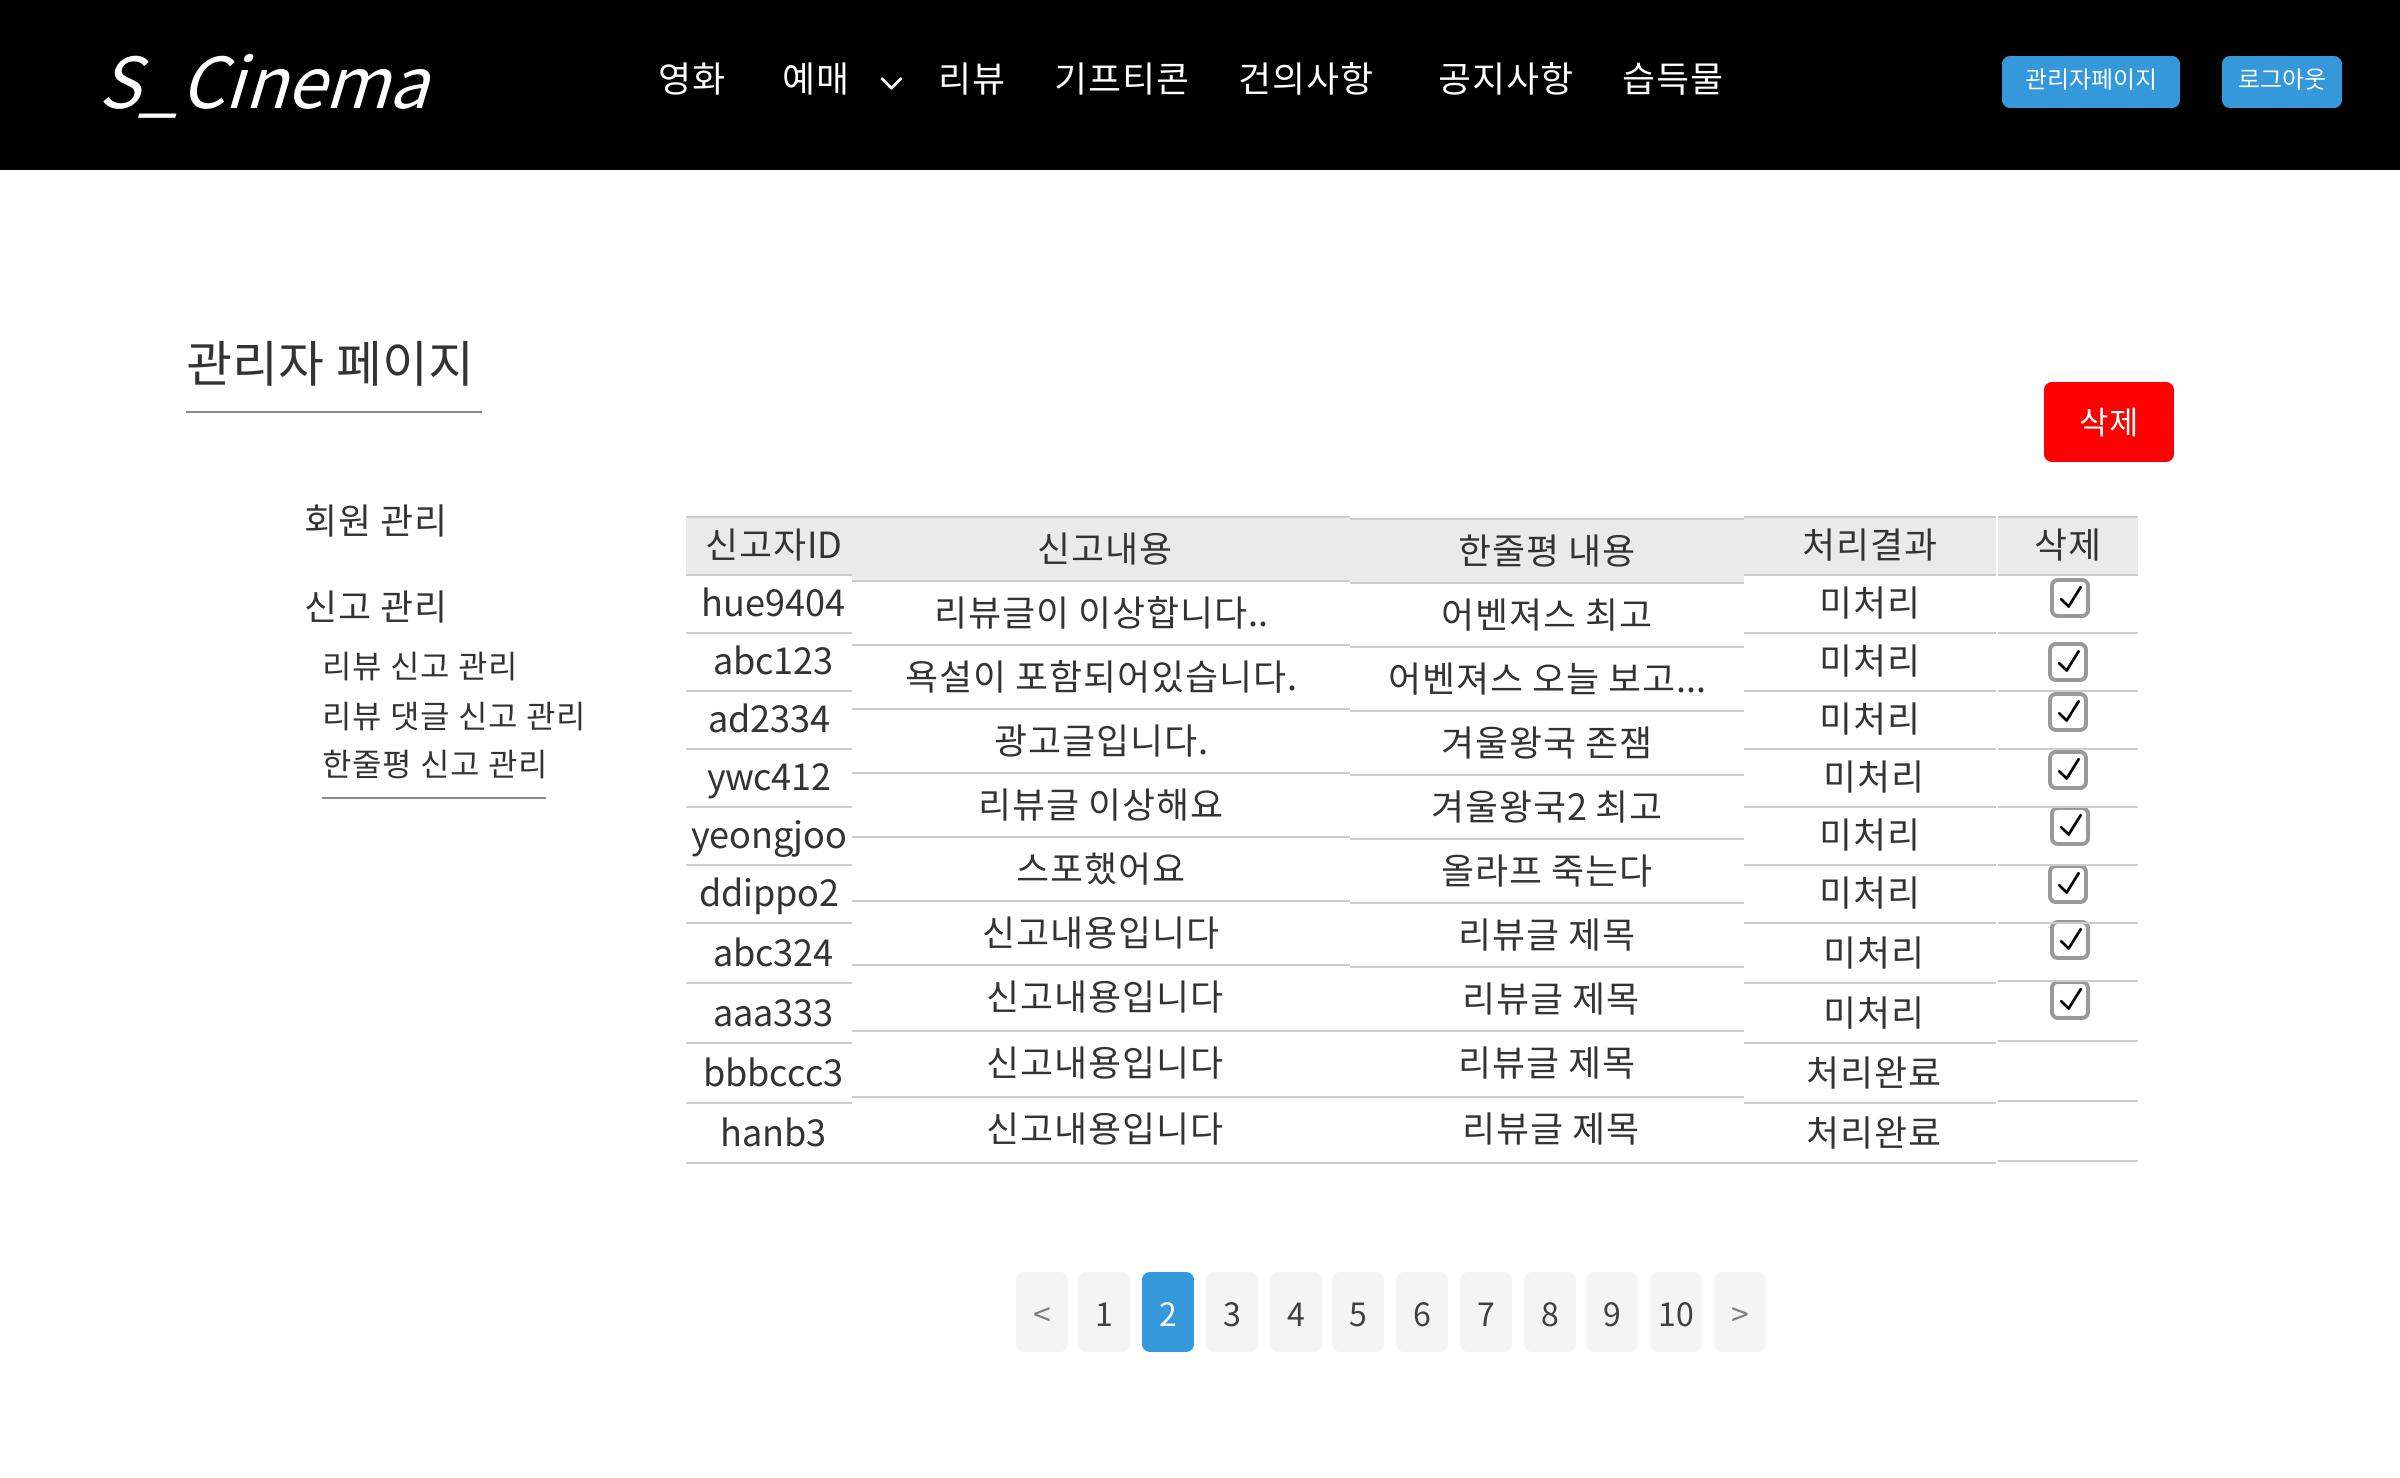 S_Cinema 영화 예매 리뷰 기프티콘 건의사항 공지사항 습득물 관리자페이지 로그아웃
관리자 페이지
삭제
회원 관리
신고 관리
리뷰 신고 관리
리뷰 댓글 신고 관리
한줄평 신고 관리
신고자ID 신고내용 한줄평 내용 처리결과 삭제
hue9404 리뷰글이 이상합니다.. 어벤져스 최고 미처리
abc123 욕설이 포함되어있습니다. 어벤져스 오늘 보고... 미처리
ad2334 광고글입니다. 겨울왕국 존잼 미처리
ywc412 리뷰글 이상해요 겨울왕국2 최고 미처리
yeongjoo 스포했어요 올라프 죽는다 미처리
ddippo2 신고내용입니다 리뷰글 제목 미처리
abc324 신고내용입니다 리뷰글 제목 미처리
aaa333 신고내용입니다 리뷰글 제목 미처리
bbbccc3 신고내용입니다 리뷰글 제목 처리완료
hanb3 처리완료
< 1 2 3 4 5 6 7 8 9 10 >